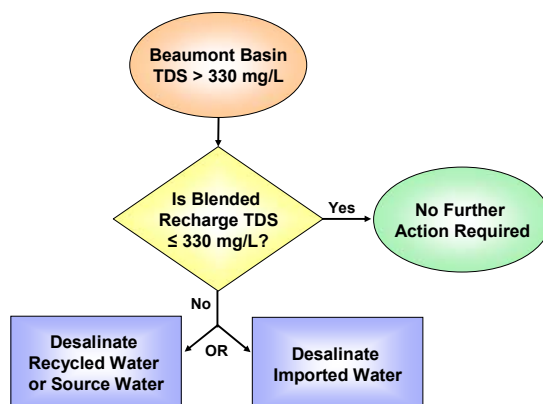 Beaumont Basin
TDS > 330 mg/L
Is Blended
Recharge TDS
≤ 330 mg/L?
Yes
No Further
Action Required
No
OR
Desalinate
Recycled Water
or Source Water
Desalinate
Imported Water